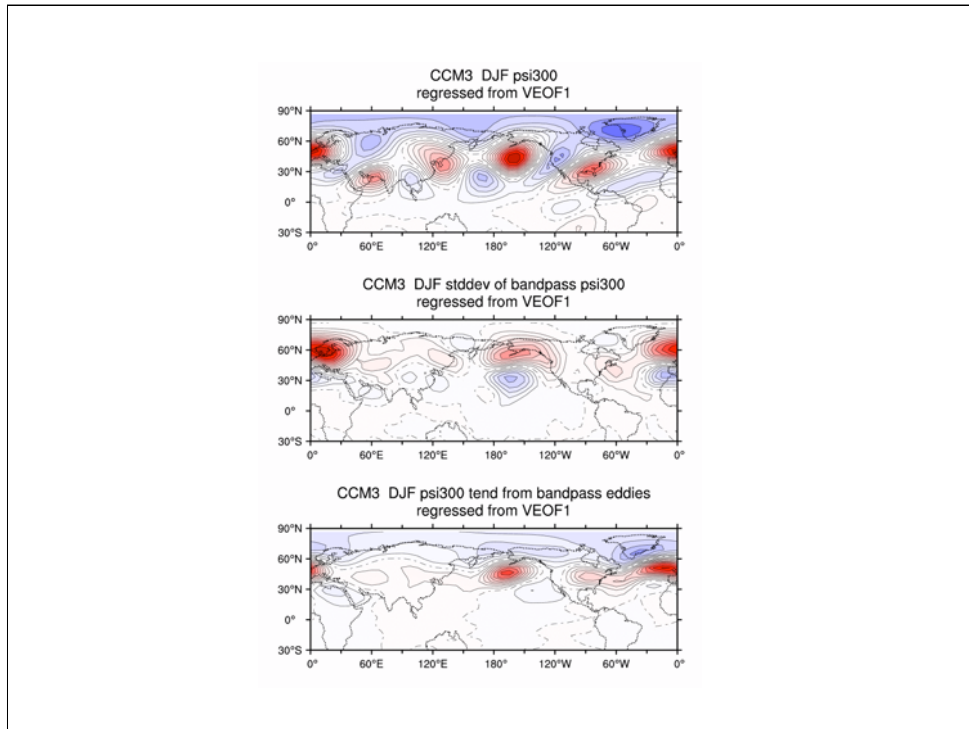 CCM3 DJF psi300
regressed from VEOF1
90°N
60°N
30°N
0°
30°S
0° 60°E 120°E 180° 120°W 60°W 0°
CCM3 DJF stddev of bandpass psi300
regressed from VEOF1
90°N
60°N
30°N
0°
30°S
0° 60°E 120°E 180° 120°W 60°W 0°
CCM3 DJF psi300 tend from bandpass eddies
regressed from VEOF1
90°N
60°N
30°N
0°
30°S
0° 60°E 120°E 180° 120°W 60°W 0°